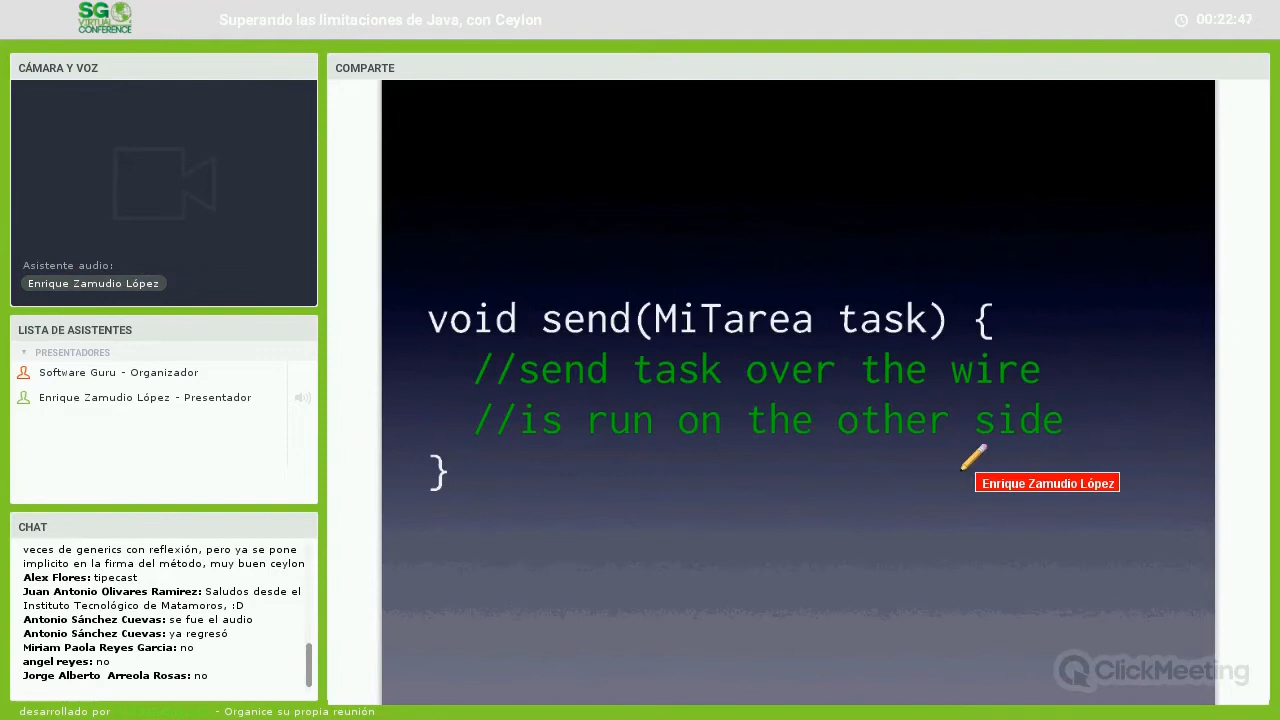 SG
VIRTUAL
CONFERENCE
Superando las limitaciones de Java, con Ceylon
00:22:47
CÁMARA Y VOZ
Asistente audio:
Enrique Zamudio López
LISTA DE ASISTENTES
PRESENTADORES
Software Guru - Organizador
Enrique Zamudio López - Presentador
CHAT
veces de generics con reflexión, pero ya se pone
implicito en la firma del método, muy buen ceylon
Alex Flores: tipecast
Juan Antonio Olivares Ramirez: Saludos desde el
Instituto Tecnológico de Matamoros, :D
Antonio Sánchez Cuevas: se fue el audio
Antonio Sánchez Cuevas: ya regresó
Miriam Paola Reyes Garcia: no
angel reyes: no
Jorge Alberto Arreola Rosas: no
desarrollado por
- Organice su propia reunión
COMPARTE
void send(MiTarea task) {
//send task over the wire
//is run on the other side
}
Enrique Zamudio López
ClickMeeting